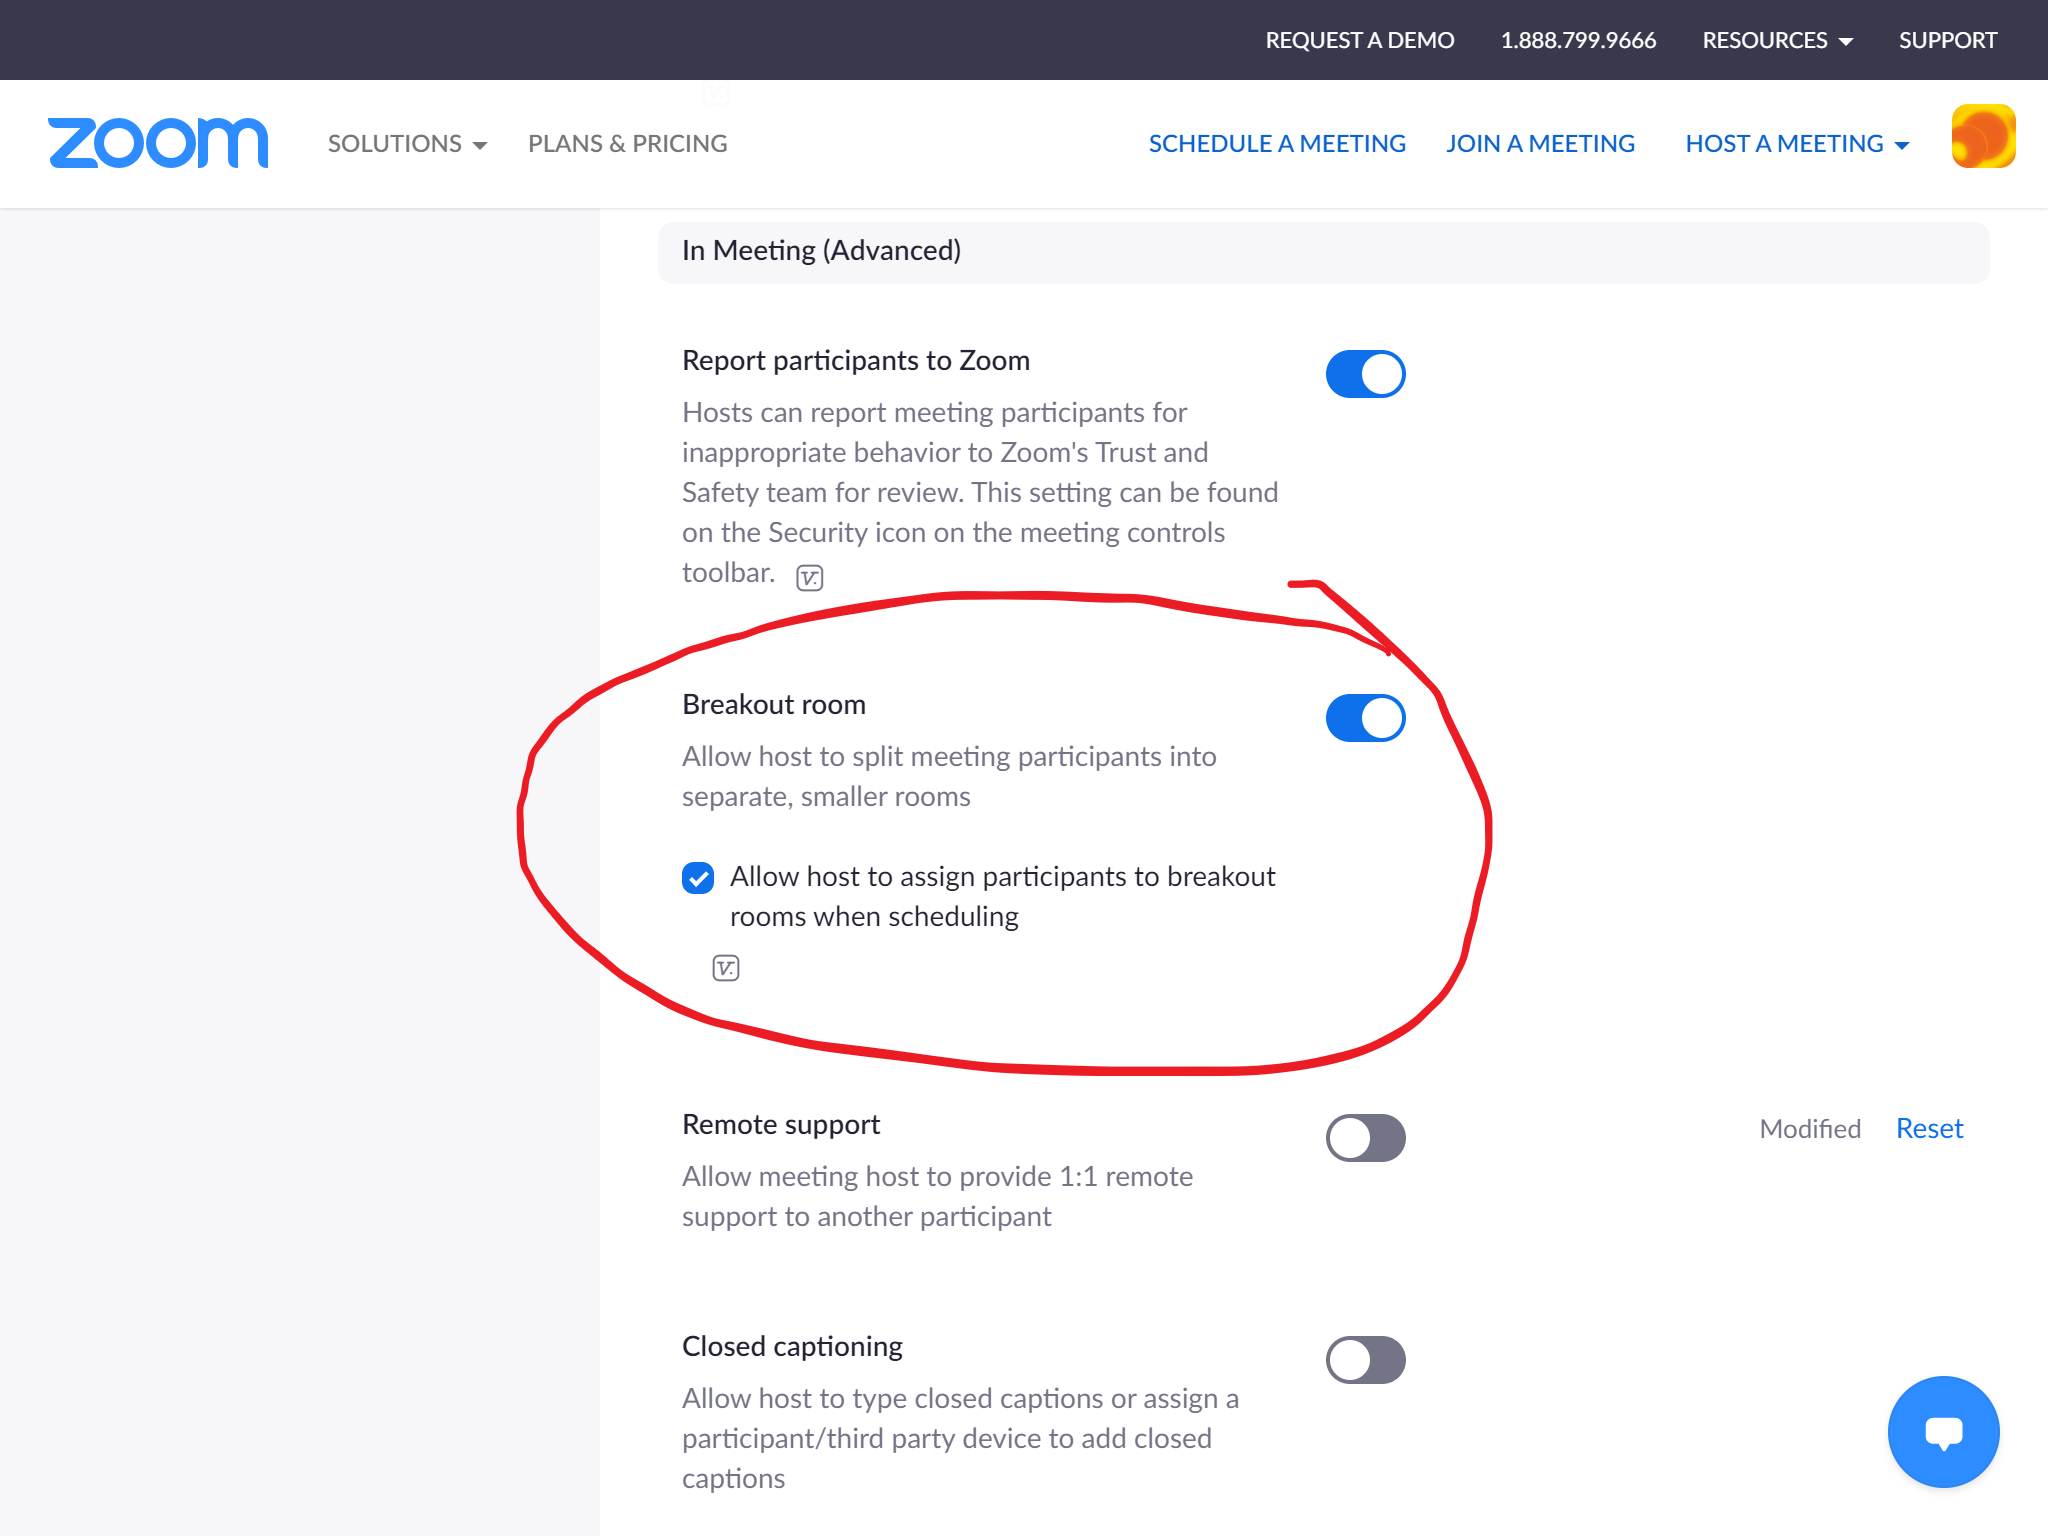 REQUEST A DEMO 1.888.799.9666 RESOURCES SUPPORT
zoom SOLUTIONS PLANS & PRICING SCHEDULE A MEETING JOIN A MEETING HOST A MEETING
In Meeting (Advanced)
Report participants to Zoom
Hosts can report meeting participants for
inappropriate behavior to Zoom's Trust and
Safety team for review. This setting can be found
on the Security icon on the meeting controls
toolbar.
Breakout room
Allow host to split meeting participants into
separate, smaller rooms
Allow host to assign participants to breakout
rooms when scheduling
Remote support
Modified Reset
Allow meeting host to provide 1:1 remote
support to another participant
Closed captioning
Allow host to type closed captions or assign a
participant/third party device to add closed
captions